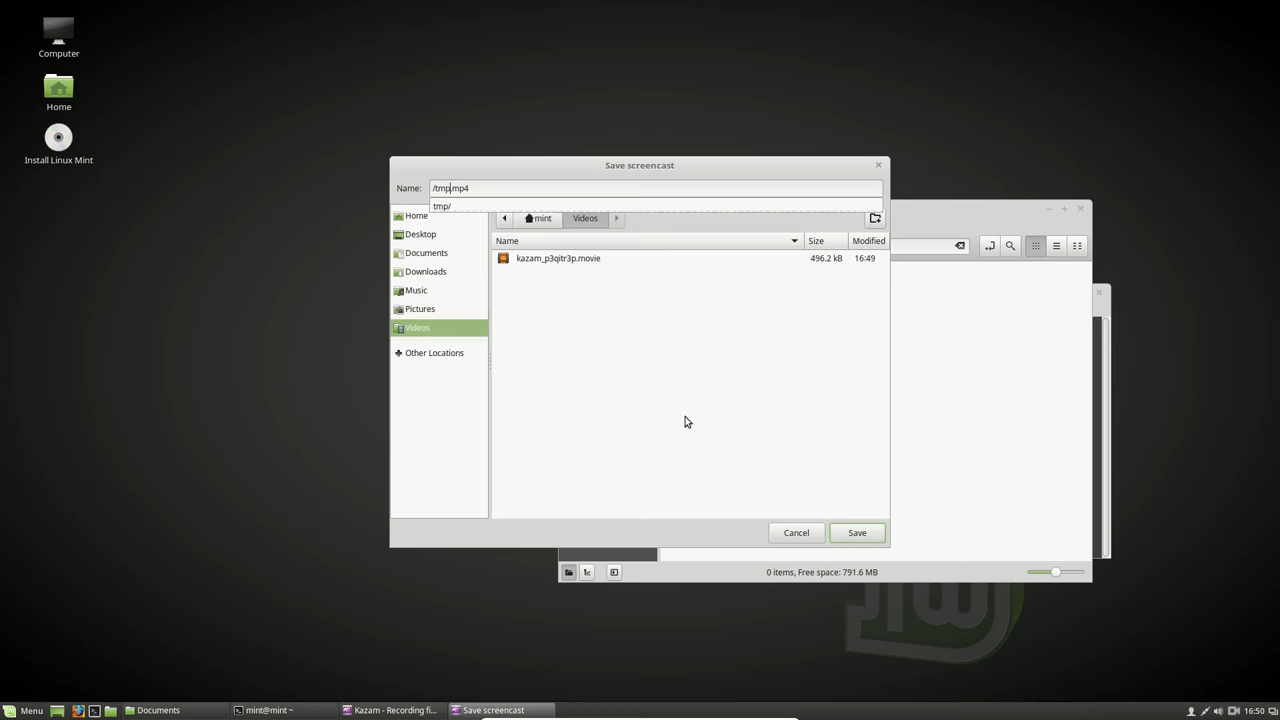 Computer
Home
Install Linux Mint
Save screencast
Name: /tmp.mp4
tmp/
Home
mint
Videos
Desktop
Documents
Downloads
Music
Pictures
Videos
Other Locations
Name Size Modified
kazam_p3qitr3p.movie 496.2 kB 16:49
Cancel Save
0 items, Free space: 791.6 MB
Menu Documents mint@mint ~ Kazam - Recording fi... Save screencast 16:50